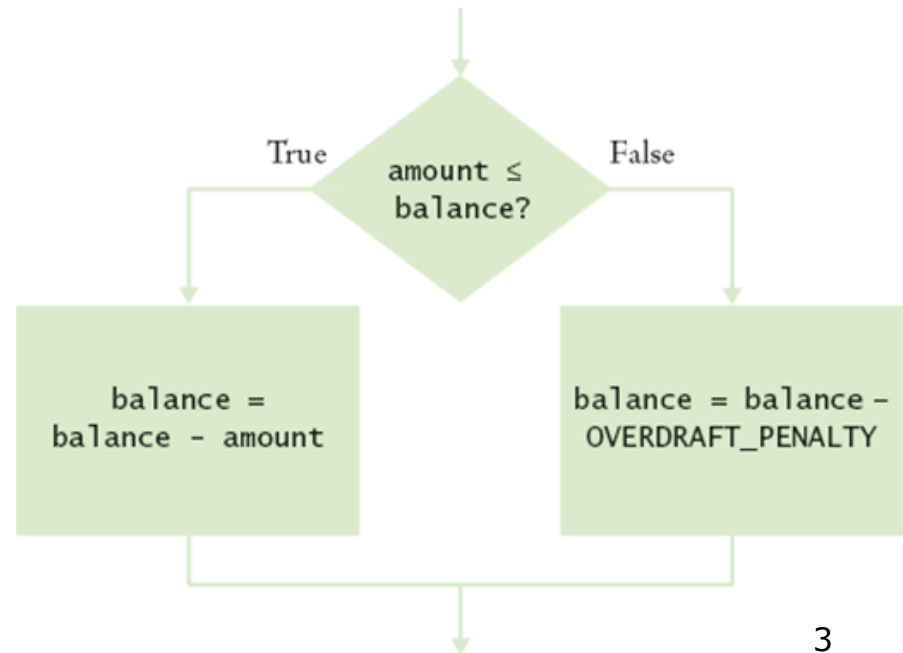 True
False
amount ≤
balance?
balance =
balance - amount
balance = balance –
OVERDRAFT_PENALTY
3